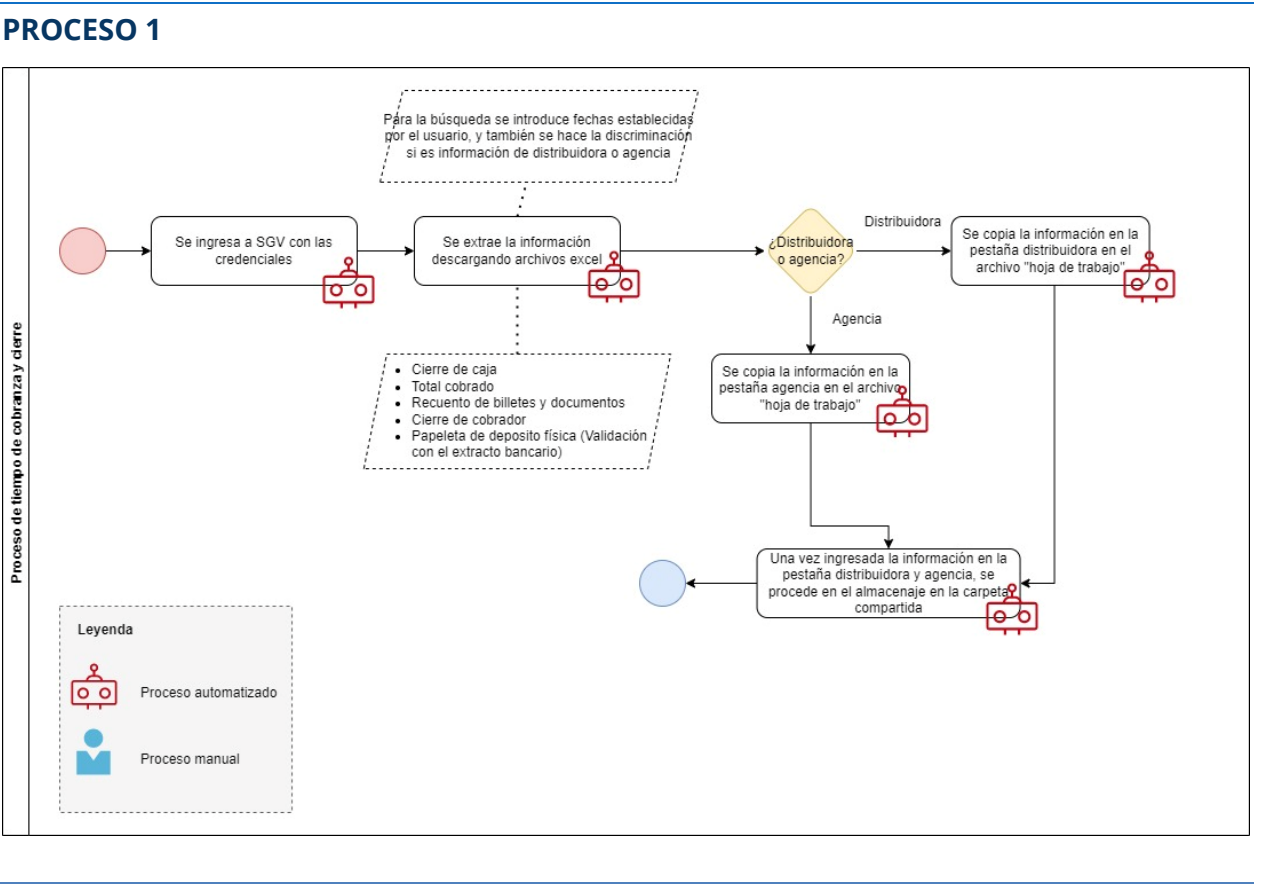 PROCESO 1
Proceso de tiempo de cobranza y cierre
Para la búsqueda se introduce fechas establecidas
por el usuario, y también se hace la discriminación
si es información de distribuidora o agencia
Se ingresa a SGV con las
credenciales
Se extrae la información
descargando archivos excel
¿Distribuidora
o agencia?
Distribuidora
Se copia la información en la
pestaña distribuidora en el
archivo "hoja de trabajo"
Agencia
Se copia la información en la
pestaña agencia en el archivo
"hoja de trabajo"
• Cierre de caja
• Total cobrado
• Recuento de billetes y documentos
• Cierre de cobrador
• Papeleta de deposito física (Validación
con el extracto bancario)
Una vez ingresada la información en la
pestaña distribuidora y agencia, se
procede en el almacenaje en la carpeta
compartida
Leyenda
Proceso automatizado
Proceso manual